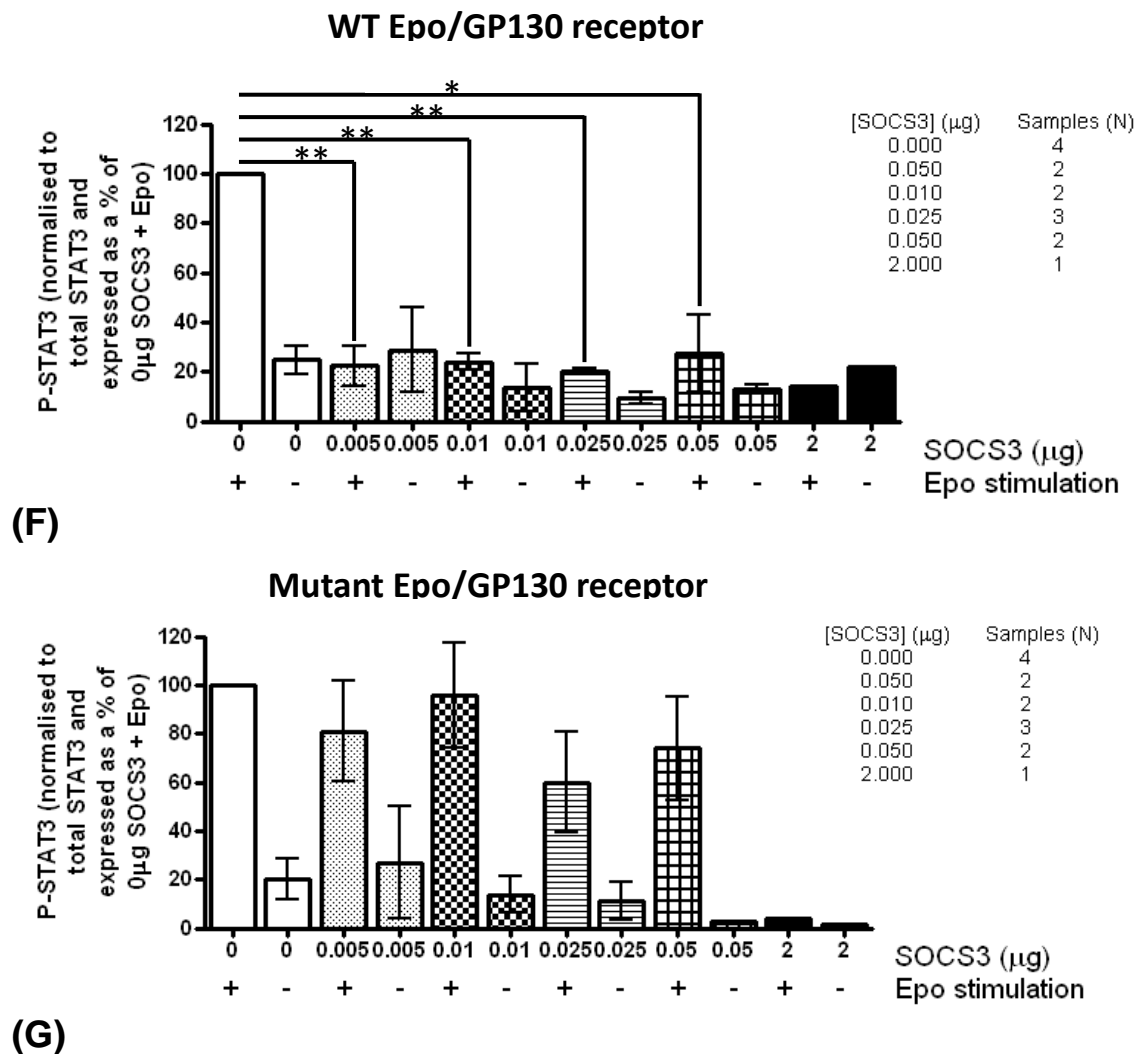 WT Epo/GP130 receptor
P-STAT3 (normalised to
total STAT3 and
expressed as a % of
0μg SOCS3 + Epo)
120
100
80
60
40
20
0
*
**
**
**
[SOCS3] (μg) Samples (N)
0.000 4
0.050 2
0.010 2
0.025 3
0.050 2
2.000 1
0 0 0.005 0.005 0.01 0.01 0.025 0.025 0.05 0.05 2 2 SOCS3 (μg)
+ - + - + - + - + - + - Epo stimulation
(F)
Mutant Epo/GP130 receptor
P-STAT3 (normalised to
total STAT3 and
expressed as a % of
0μg SOCS3 + Epo)
120
100
80
60
40
20
0
[SOCS3] (μg) Samples (N)
0.000 4
0.050 2
0.010 2
0.025 3
0.050 2
2.000 1
0 0 0.005 0.005 0.01 0.01 0.025 0.025 0.05 0.05 2 2 SOCS3 (μg)
+ - + - + - + - + - + - Epo stimulation
(G)